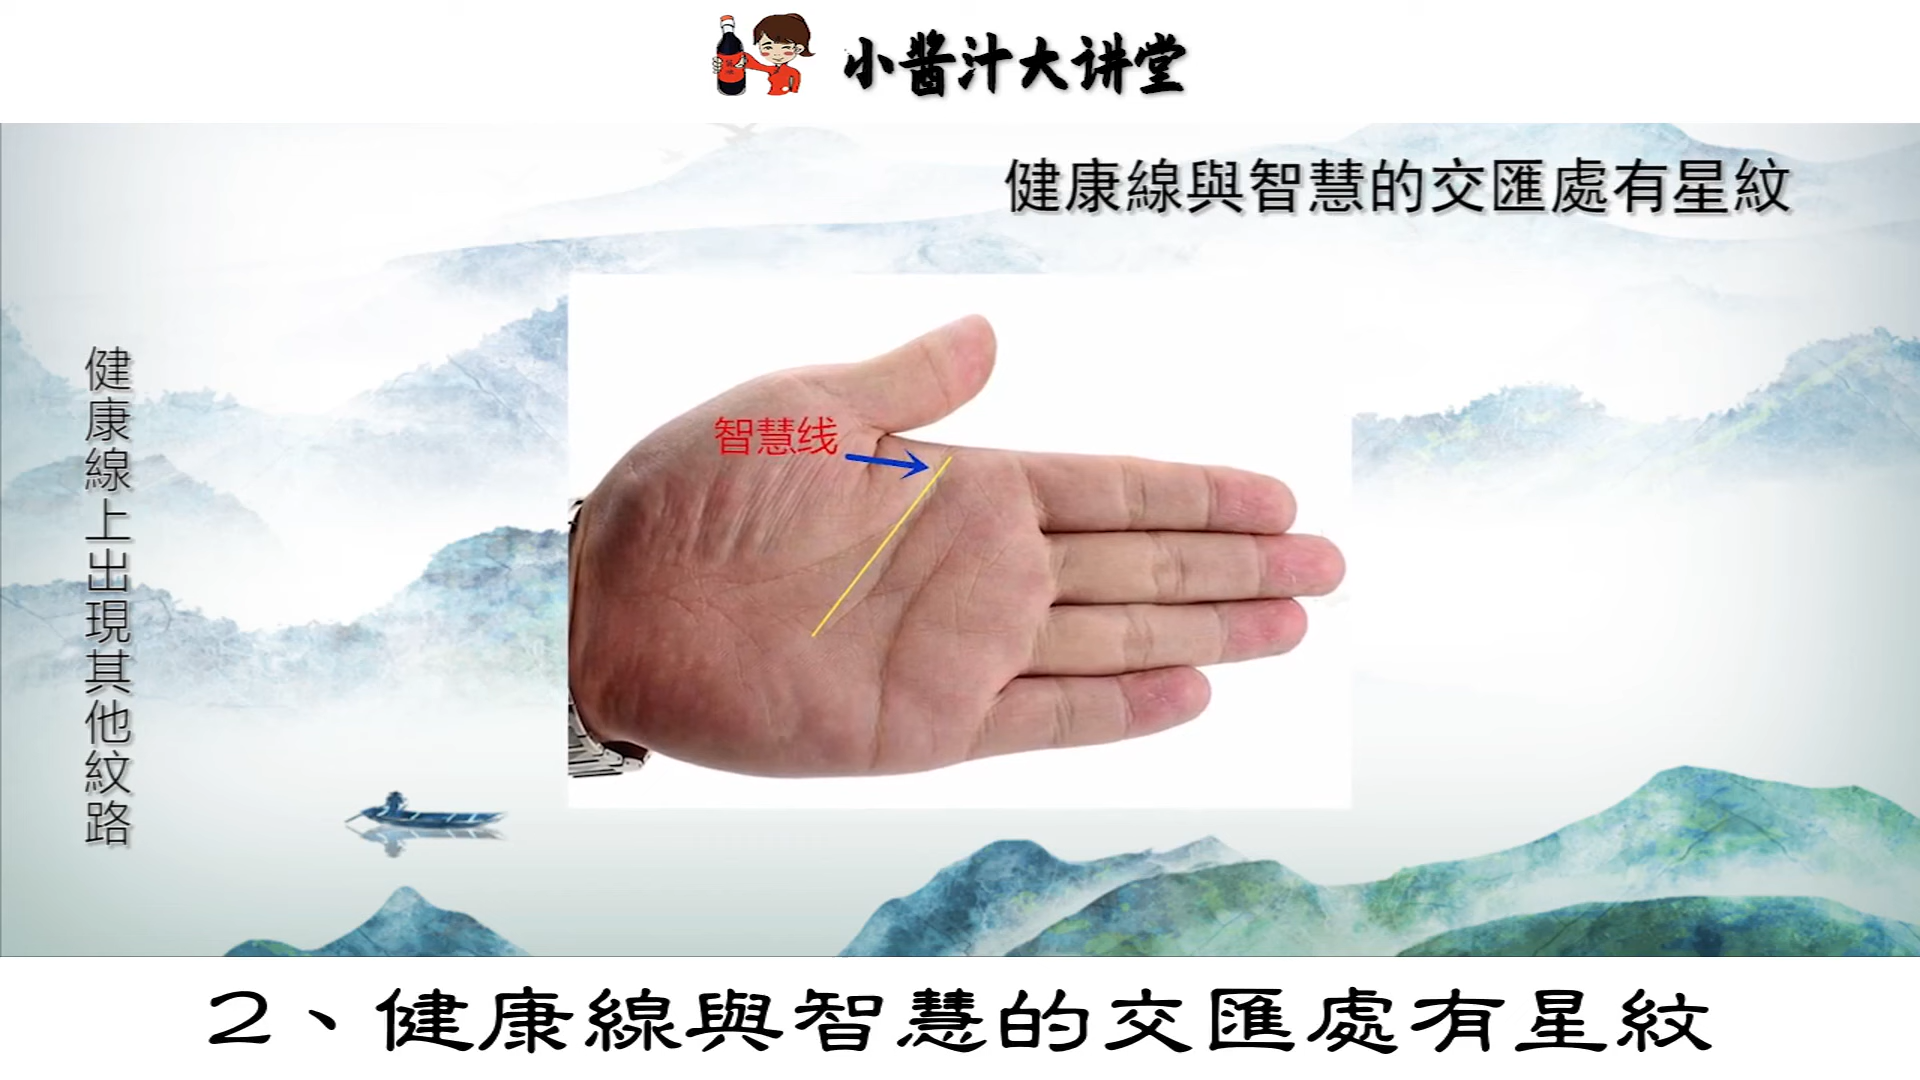 小酱汁大讲堂
健康線與智慧的交匯處有星紋
健康線上出現其他紋路
智慧线
2、健康線與智慧的交匯處有星紋